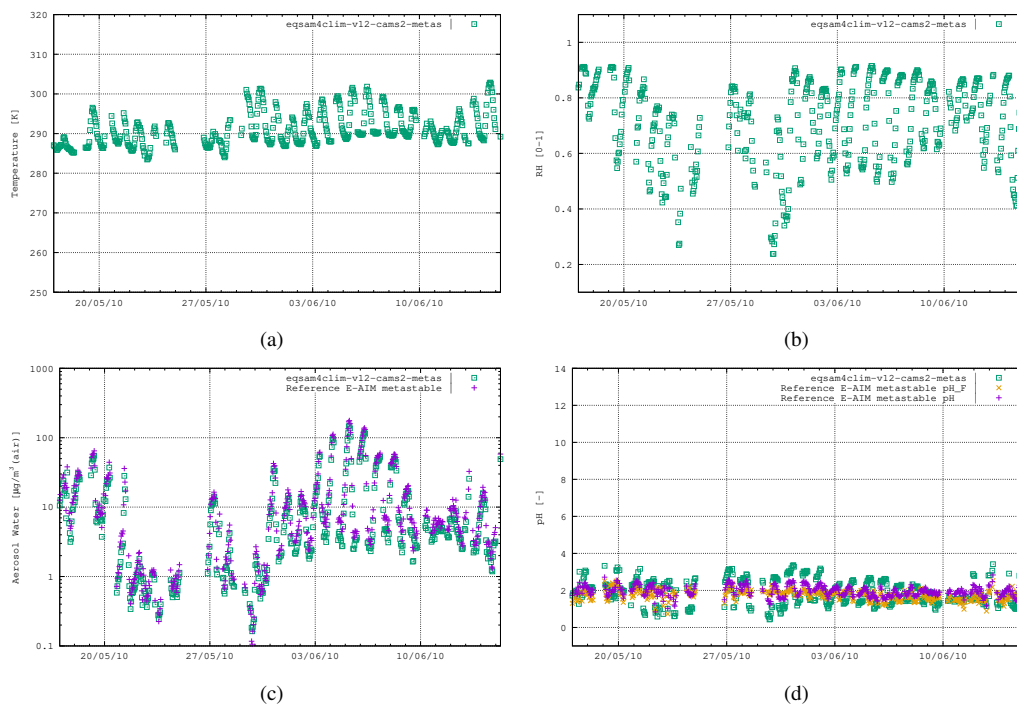 320
310
300
290
280
270
260
250
Temperature [K]
eqsam4clim-v12-cams2-metas
20/05/10 27/05/10 03/06/10 10/06/10
(a)
1
0.8
0.6
0.4
0.2
RH [0-1]
eqsam4clim-v12-cams2-metas
20/05/10 27/05/10 03/06/10 10/06/10
(b)
1000
100
10
1
0.1
Aerosol Water [µg/m³(air)]
eqsam4clim-v12-cams2-metas
Reference E-AIM metastable
20/05/10 27/05/10 03/06/10 10/06/10
(c)
14
12
10
8
6
4
2
0
pH [-]
eqsam4clim-v12-cams2-metas
Reference E-AIM metastable pH_F
Reference E-AIM metastable pH
20/05/10 27/05/10 03/06/10 10/06/10
(d)